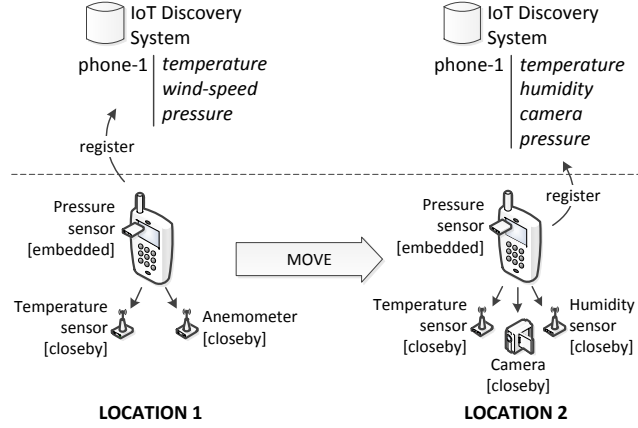 IoT Discovery
System
phone-1
temperature
wind-speed
pressure
register
Pressure
sensor
[embedded]
Temperature
sensor
[closeby]
Anemometer
[closeby]
LOCATION 1
MOVE
IoT Discovery
System
phone-1
temperature
humidity
camera
pressure
register
Pressure
sensor
[embedded]
Temperature
sensor
[closeby]
Camera
[closeby]
Humidity
sensor
[closeby]
LOCATION 2